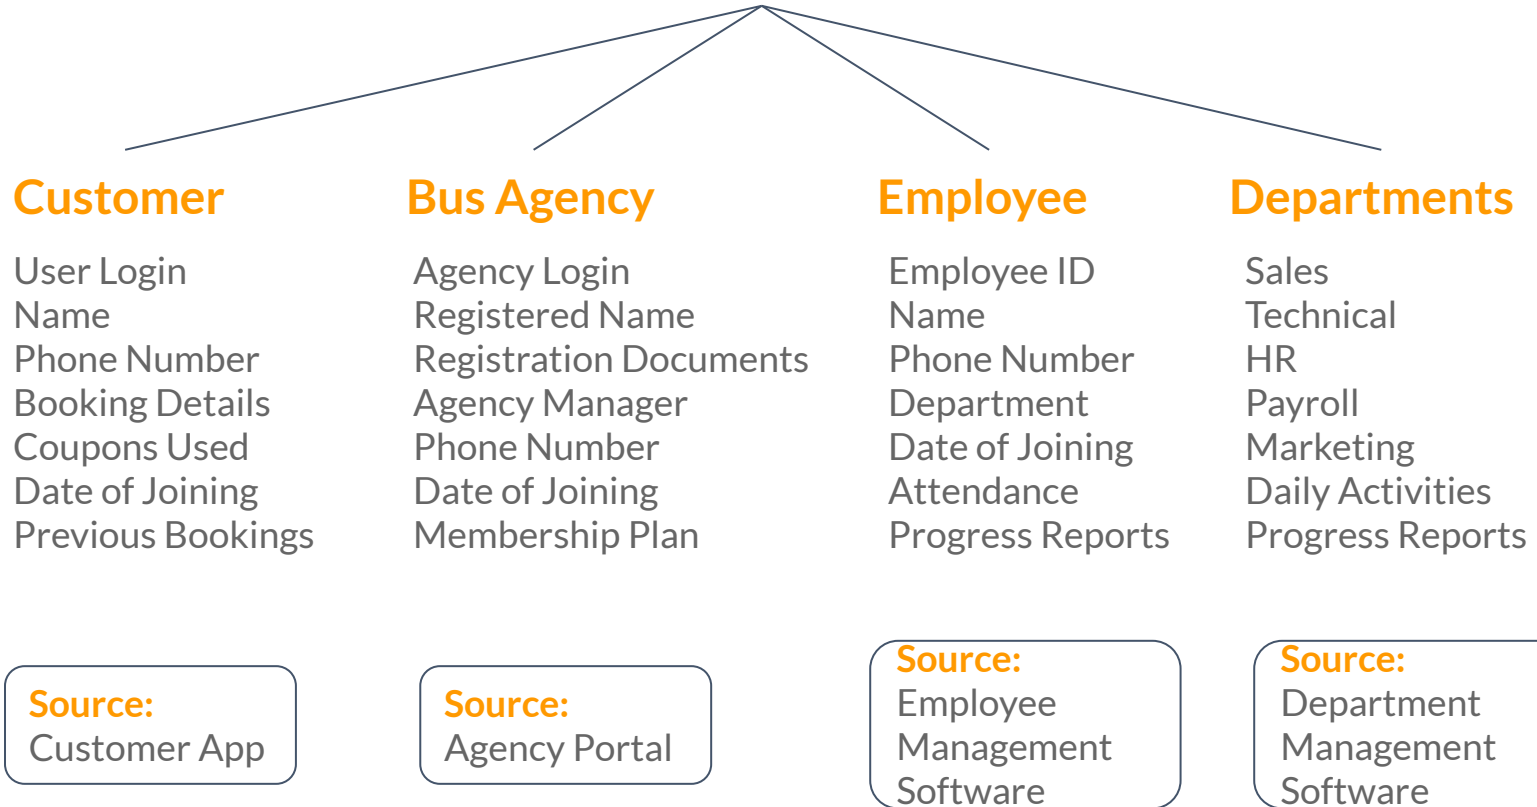 Customer
User Login
Name
Phone Number
Booking Details
Coupons Used
Date of Joining
Previous Bookings
Source:
Customer App
Bus Agency
Agency Login
Registered Name
Registration Documents
Agency Manager
Phone Number
Date of Joining
Membership Plan
Source:
Agency Portal
Employee
Employee ID
Name
Phone Number
Department
Date of Joining
Attendance
Progress Reports
Source:
Employee
Management
Software
Departments
Sales
Technical
HR
Payroll
Marketing
Daily Activities
Progress Reports
Source:
Department
Management
Software